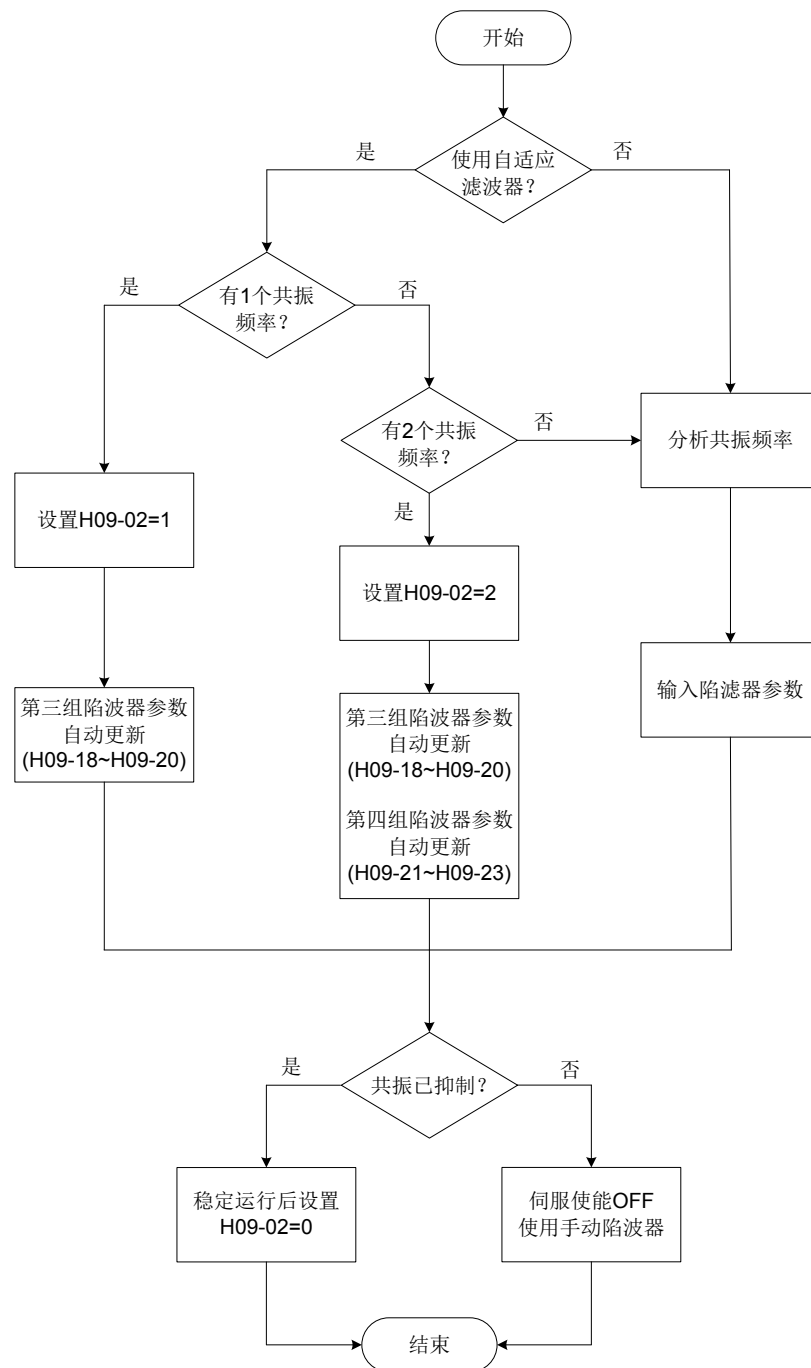 开始
是
使用自适应
滤波器？
否
是
有1个共振
频率？
否
有2个共振
频率？
否
分析共振频率
设置H09-02=1
是
设置H09-02=2
输入陷滤器参数
第三组陷波器参数
自动更新
(H09-18~H09-20)
第三组陷波器参数
自动更新
(H09-18~H09-20)
第四组陷波器参数
自动更新
(H09-21~H09-23)
是
共振已抑制？
否
稳定运行后设置
H09-02=0
伺服使能OFF
使用手动陷波器
结束